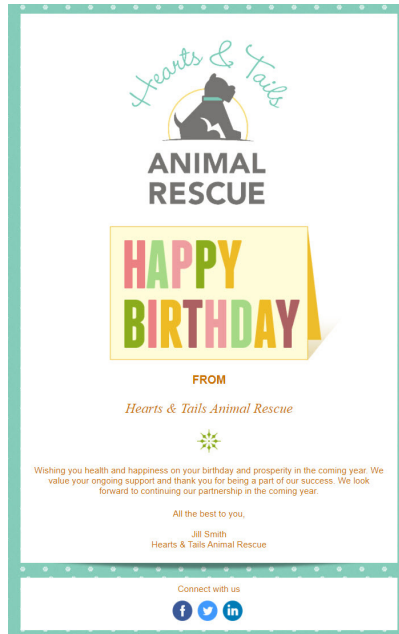 Hearts & Tails
ANIMAL
RESCUE
HAPPY
BIRTHDAY
FROM
Hearts & Tails Animal Rescue
Wishing you health and happiness on your birthday and prosperity in the coming year. We
value your ongoing support and thank you for being a part of our success. We look
forward to continuing our partnership in the coming year.
All the best to you,
Jill Smith
Hearts & Tails Animal Rescue
Connect with us
f
in